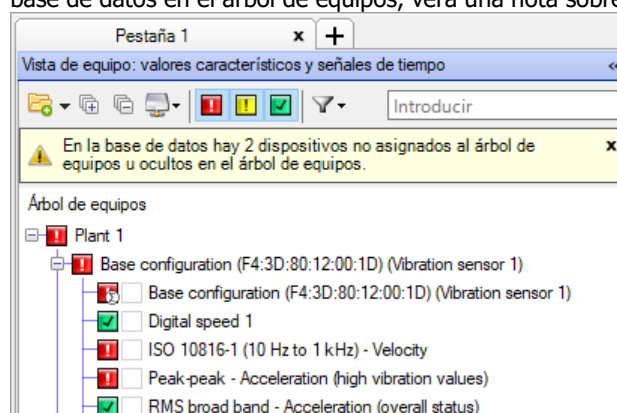 base de datos en el árbol de equipos, verá una nota sobre
Pestaña 1 x +
Vista de equipo: valores característicos y señales de tiempo «
Introducir
En la base de datos hay 2 dispositivos no asignados al árbol de x
equipos u ocultos en el árbol de equipos.
Árbol de equipos
Plant 1
Base configuration (F4:3D:80:12:00:1D) (Vibration sensor 1)
Base configuration (F4:3D:80:12:00:1D) (Vibration sensor 1)
Digital speed 1
ISO 10816-1 (10 Hz to 1 kHz) - Velocity
Peak-peak - Acceleration (high vibration values)
RMS broad band - Acceleration (overall status)